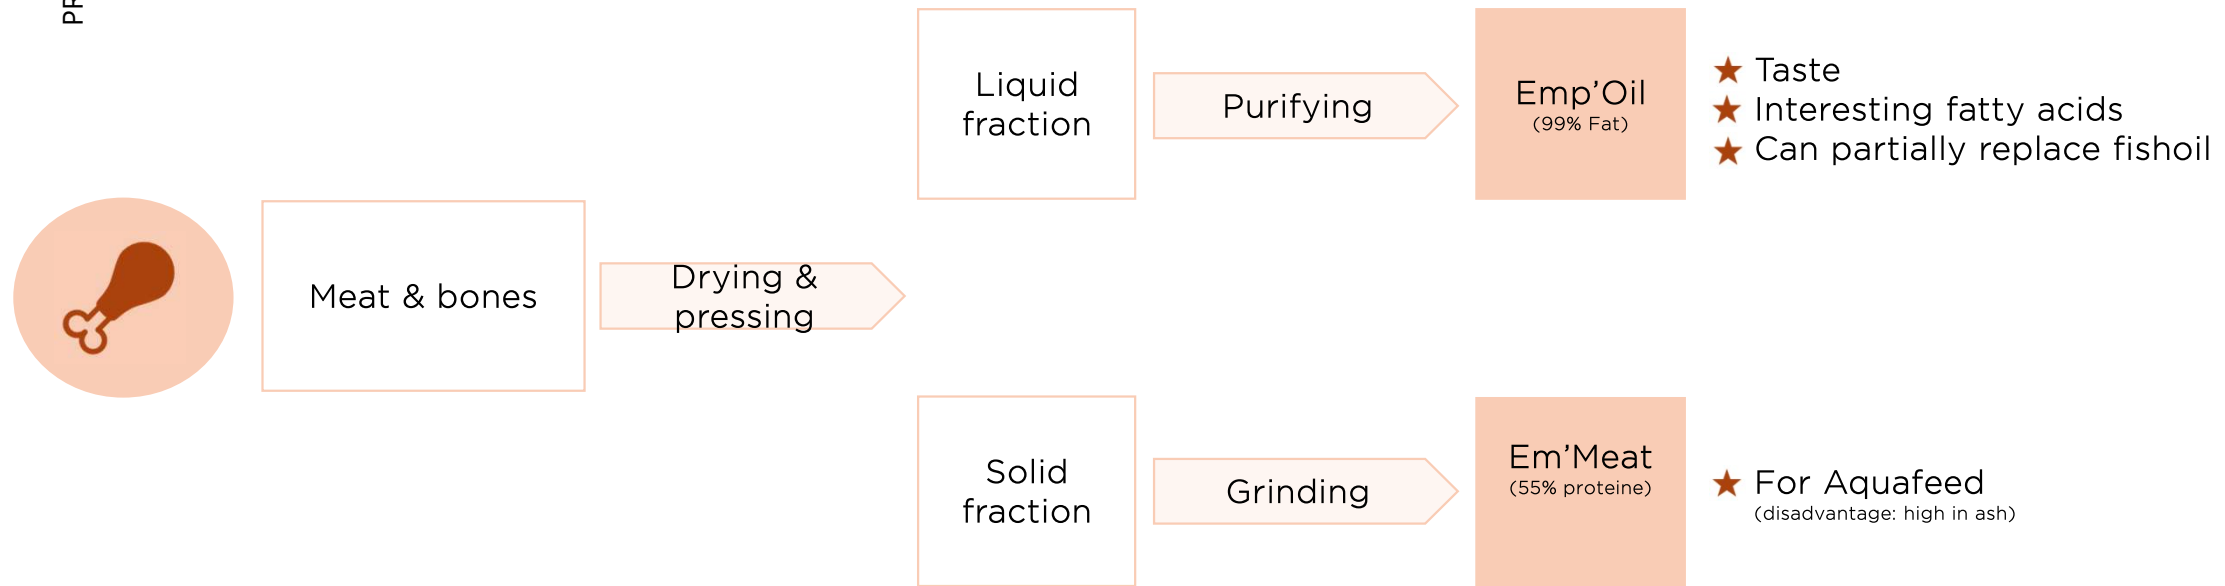 PR
Liquid
fraction
Purifying
Emp’Oil
(99% Fat)
Taste
Interesting fatty acids
Can partially replace fishoil
Meat & bones
Drying &
pressing
Solid
fraction
Grinding
Em’Meat
(55% proteine)
For Aquafeed
(disadvantage: high in ash)